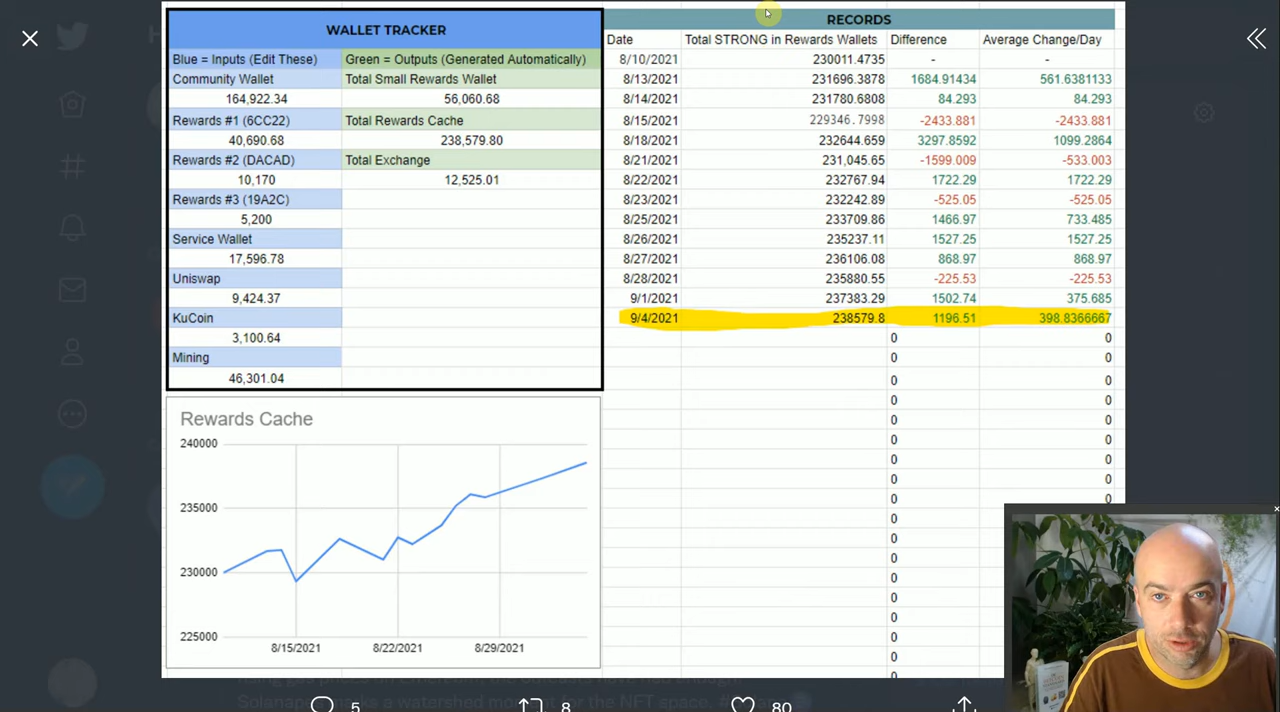 WALLET TRACKER
Blue = Inputs (Edit These) Green = Outputs (Generated Automatically)
Community Wallet Total Small Rewards Wallet
164,922.34 56,060.68
Rewards #1 (6CC22) Total Rewards Cache
40,690.68 238,579.80
Rewards #2 (DACAD) Total Exchange
10,170 12,525.01
Rewards #3 (19A2C)
5,200
Service Wallet
17,596.78
Uniswap
9,424.37
KuCoin
3,100.64
Mining
46,301.04
RECORDS
Date Total STRONG in Rewards Wallets Difference Average Change/Day
8/10/2021 230011.4735 - -
8/13/2021 231696.3878 1684.91434 561.6381133
8/14/2021 231780.6808 84.293 84.293
8/15/2021 229346.7998 -2433.881 -2433.881
8/18/2021 232644.659 3297.8592 1099.2864
8/21/2021 231,045.65 -1599.009 -533.003
8/22/2021 232767.94 1722.29 1722.29
8/23/2021 232242.89 -525.05 -525.05
8/25/2021 233709.86 1466.97 733.485
8/26/2021 235237.11 1527.25 1527.25
8/27/2021 236106.08 868.97 868.97
8/28/2021 235880.55 -225.53 -225.53
9/1/2021 237383.29 1502.74 375.685
9/4/2021 238579.8 1196.51 398.8366667
0 0
0 0
0 0
0 0
0 0
0 0
0 0
0 0
0 0
0
0
0
0
0
0
0
0
0
Rewards Cache
240000
235000
230000
225000
8/15/2021 8/22/2021 8/29/2021
5 8 80